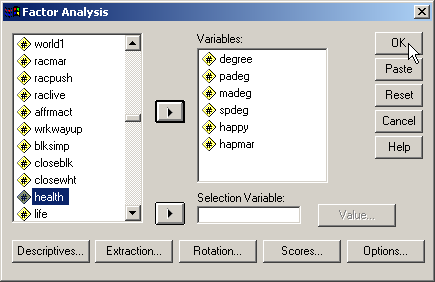 Factor Analysis
world1
racmar
racpush
raclive
affrmact
wrkwayup
blksimp
closeblk
closewht
health
life
Variables:
degree
padeg
madeg
spdeg
happy
hapmar
Selection Variable:
Value...
OK
Paste
Reset
Cancel
Help
Descriptives... Extraction... Rotation... Scores... Options...